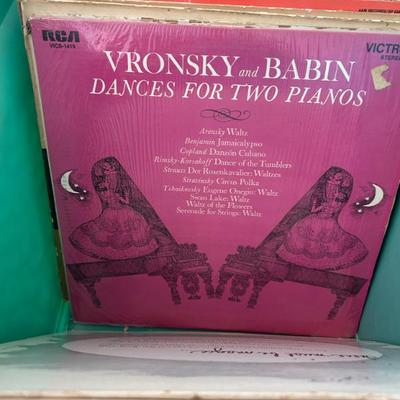 RCA
VICS-1419
VICTR
STEREO
VRONSKY and BABIN
DANCES FOR TWO PIANOS
Arensky Waltz
Benjamin Jamaicalypso
Copland Danzón Cubano
Rimsky-Korsakoff Dance of the Tumblers
Strauss Der Rosenkavalier: Waltzes
Stravinsky Circus Polka
Tchaikovsky Eugene Onegin: Waltz
Swan Lake: Waltz
Waltz of the Flowers
Serenade for Strings: Waltz